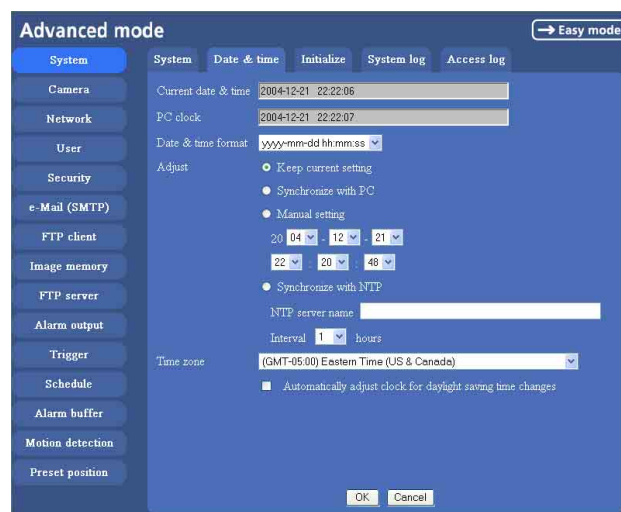 Advanced mode
→ Easy mode
System
Camera
Network
User
Security
e-Mail (SMTP)
FTP client
Image memory
FTP server
Alarm output
Trigger
Schedule
Alarm buffer
Motion detection
Preset position
System Date & time Initialize System log Access log
Current date & time 2004-12-21 22:22:06
PC clock 2004-12-21 22:22:07
Date & time format yyyy-mm-dd hh:mm:ss
Adjust Keep current setting
Synchronize with PC
Manual setting
20 04 - 12 - 21
22 : 20 : 48
Synchronize with NTP
NTP server name
Interval 1 hours
Time zone (GMT-05:00) Eastern Time (US & Canada)
Automatically adjust clock for daylight saving time changes
OK Cancel